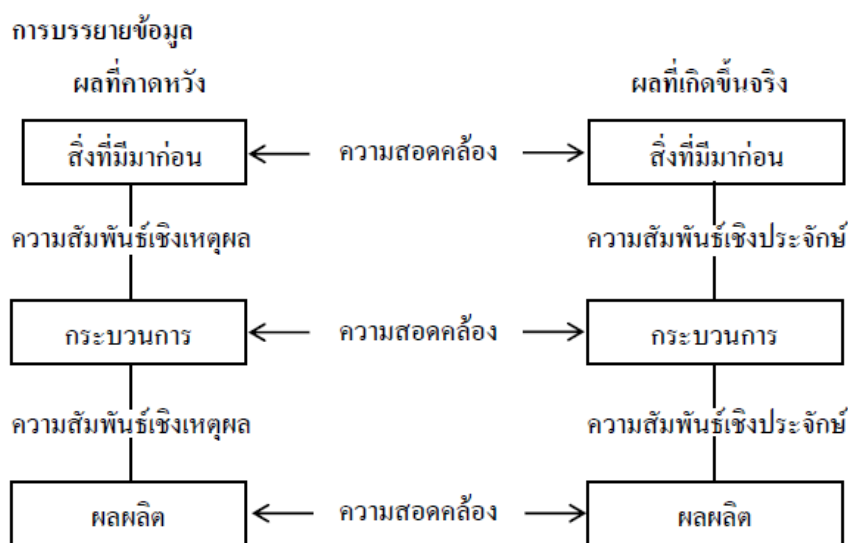 การบรรยายข้อมูล
ผลที่คาดหวัง ผลที่เกิดขึ้นจริง
สิ่งที่มีมาก่อน ความสอดคล้อง สิ่งที่มีมาก่อน
ความสัมพันธ์เชิงเหตุผล ความสัมพันธ์เชิงประจักษ์
กระบวนการ ความสอดคล้อง กระบวนการ
ความสัมพันธ์เชิงเหตุผล ความสัมพันธ์เชิงประจักษ์
ผลผลิต ความสอดคล้อง ผลผลิต